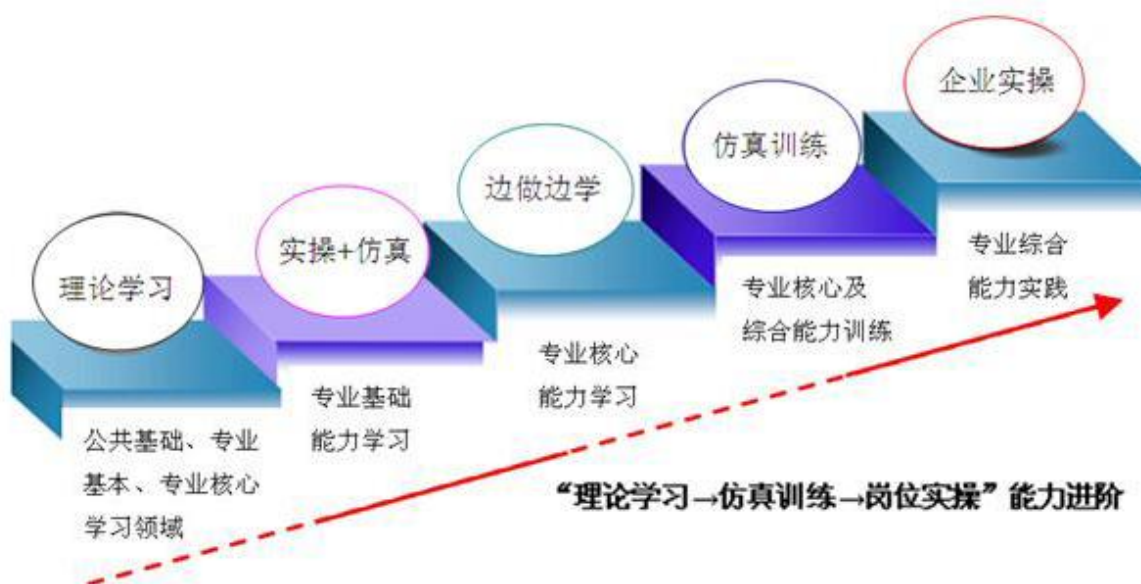 理论学习
公共基础、专业
基本、专业核心
学习领域
实操+仿真
专业基础
能力学习
边做边学
专业核心
能力学习
仿真训练
专业核心及
综合能力训练
企业实操
专业综合
能力实践
“理论学习→仿真训练→岗位实操”能力进阶